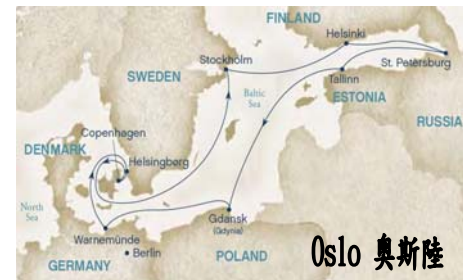 FINLAND
Helsinki
Stockholm
St. Petersburg
SWEDEN
Tallinn
Baltic
Sea
ESTONIA
RUSSIA
Copenhagen
DENMARK
Helsingborg
North
Sea
Gdansk
(Gdynia)
Warnemünde
Berlin
POLAND
GERMANY
Oslo 奧斯陸